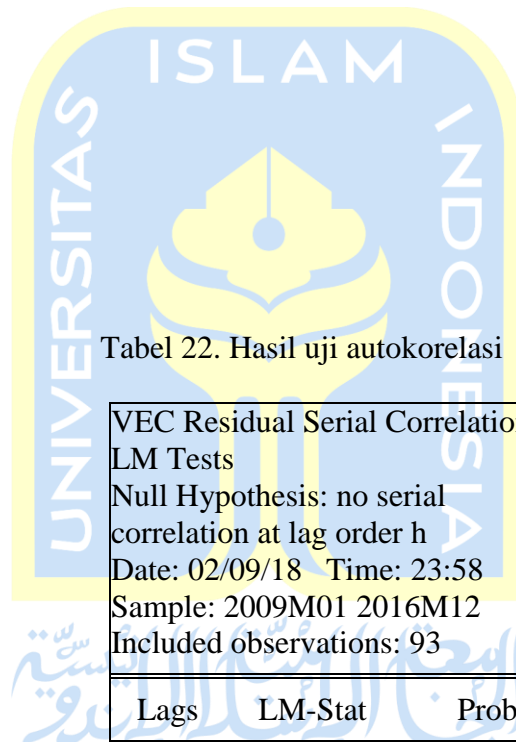 ISLAM
UNIVERSITAS
INDONESIA
Tabel 22. Hasil uji autokorelasi
VEC Residual Serial Correlatio
LM Tests
Null Hypothesis: no serial
correlation at lag order h
Date: 02/09/18 Time: 23:58
Sample: 2009M01 2016M12
Included observations: 93
Lags LM-Stat Prob